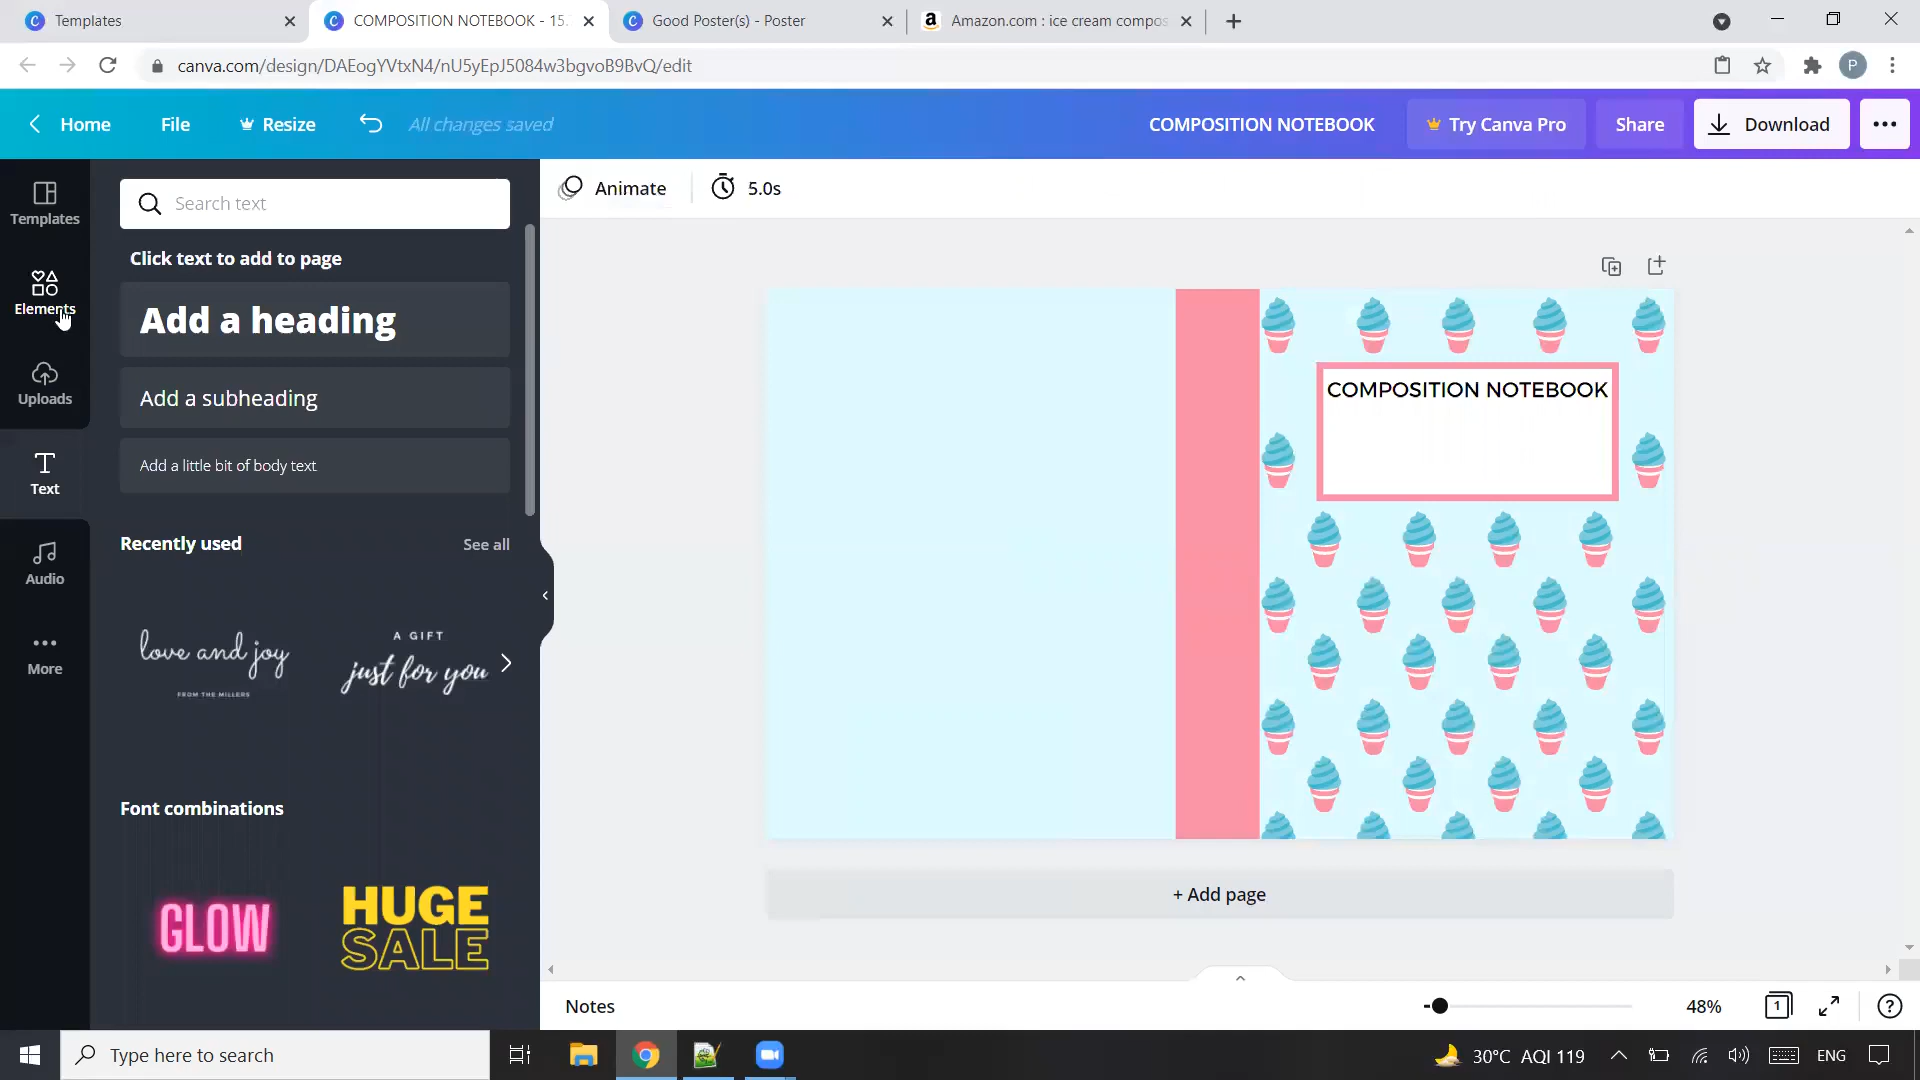 Templates
COMPOSITION NOTEBOOK - 15.
Good Poster(s) - Poster
Amazon.com : ice cream compos
canva.com/design/DAEogYVtxN4/nU5yEpJ5084w3bgvoB9BvQ/edit
P
Home
File
Resize
All changes saved
COMPOSITION NOTEBOOK
Try Canva Pro
Share
Download
Templates
Elements
Uploads
Text
Audio
More
Search text
Click text to add to page
Add a heading
Add a subheading
Add a little bit of body text
Recently used
See all
love and joy
FROM THE MILLERS
A GIFT
just for you
Font combinations
GLOW
HUGE
SALE
Animate
5.0s
COMPOSITION NOTEBOOK
+ Add page
Notes
48%
1
?
Type here to search
30°C AQI 119
ENG